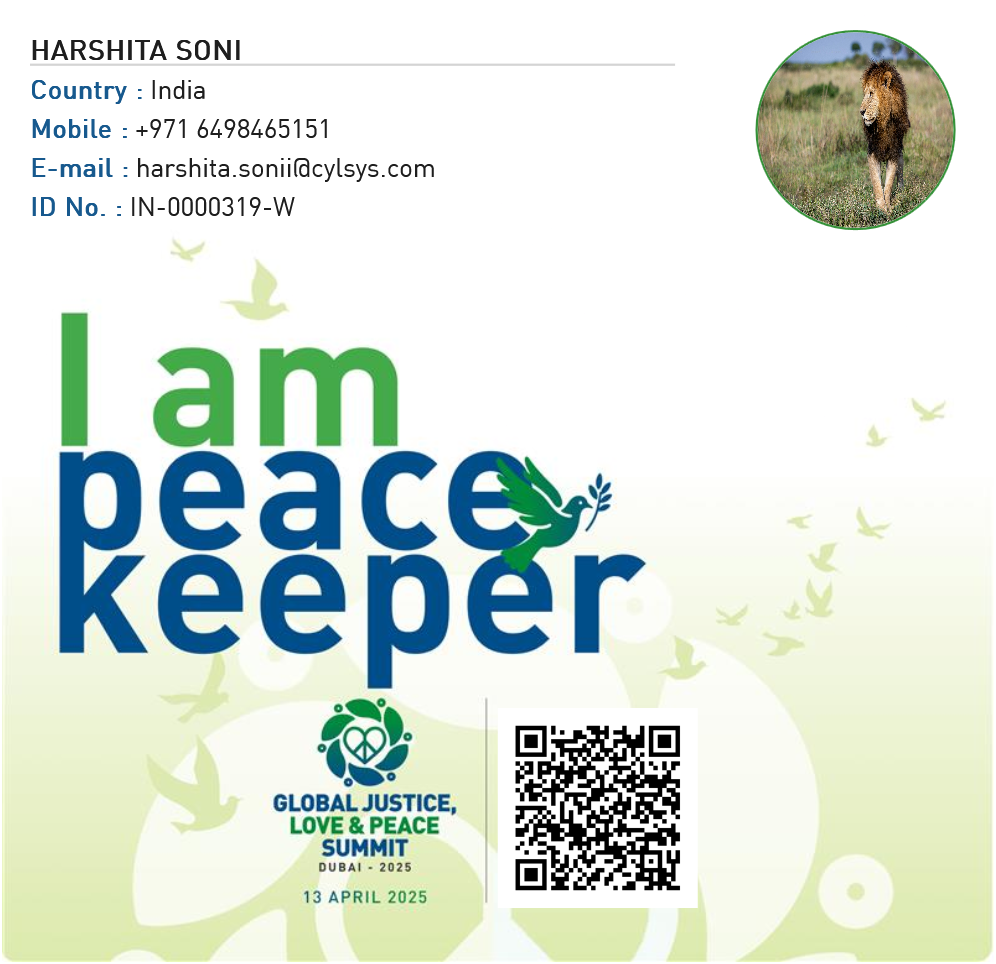 HARSHITA SONI
Country : India
Mobile : +971 6498465151
E-mail : harshita.sonii@cylsys.com
ID No. : IN-0000319-W
I am
peace
keeper
GLOBAL JUSTICE,
LOVE & PEACE
SUMMIT
DUBAI - 2025
13 APRIL 2025